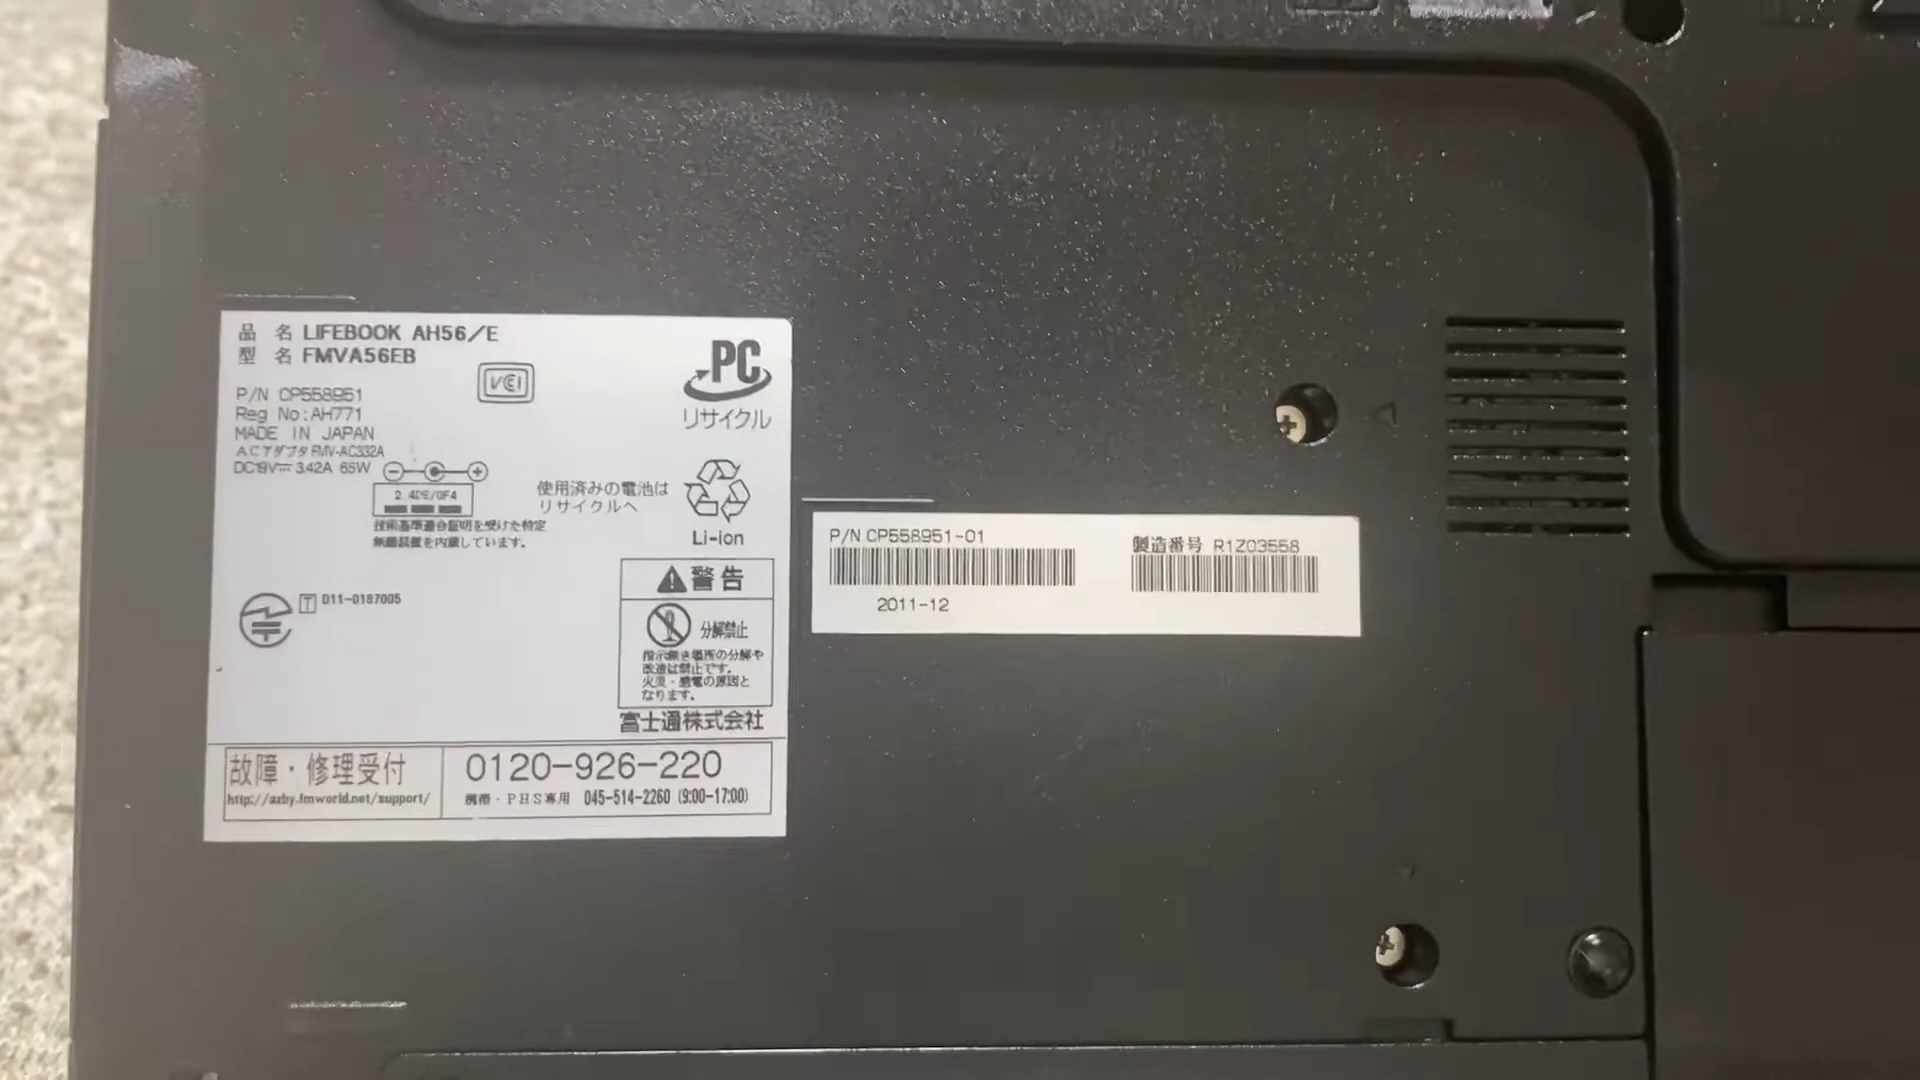 品 名 LIFEBOOK AH56/E
型 名 FMVA56EB
VCI
PC
リサイクル
P/N CP558951
Reg No:AH771
MADE IN JAPAN
ACアダプタ FMV-AC332A
DC19V⎓ 3.42A 65W
2.4DS/OF4
技術基準適合証明を受けた特定
無線装置を内蔵しています。
使用済みの電池は
リサイクルへ
Li-ion
T D11-0187005
警告
分解禁止
指示無き場所の分解や
改造は禁止です。
火災・感電の原因と
なります。
富士通株式会社
故障・修理受付
http://azby.fmworld.net/support/
0120-926-220
携帯・PHS専用 045-514-2260 (9:00-17:00)
P/N CP558951-01
2011-12
製造番号 R1Z03558